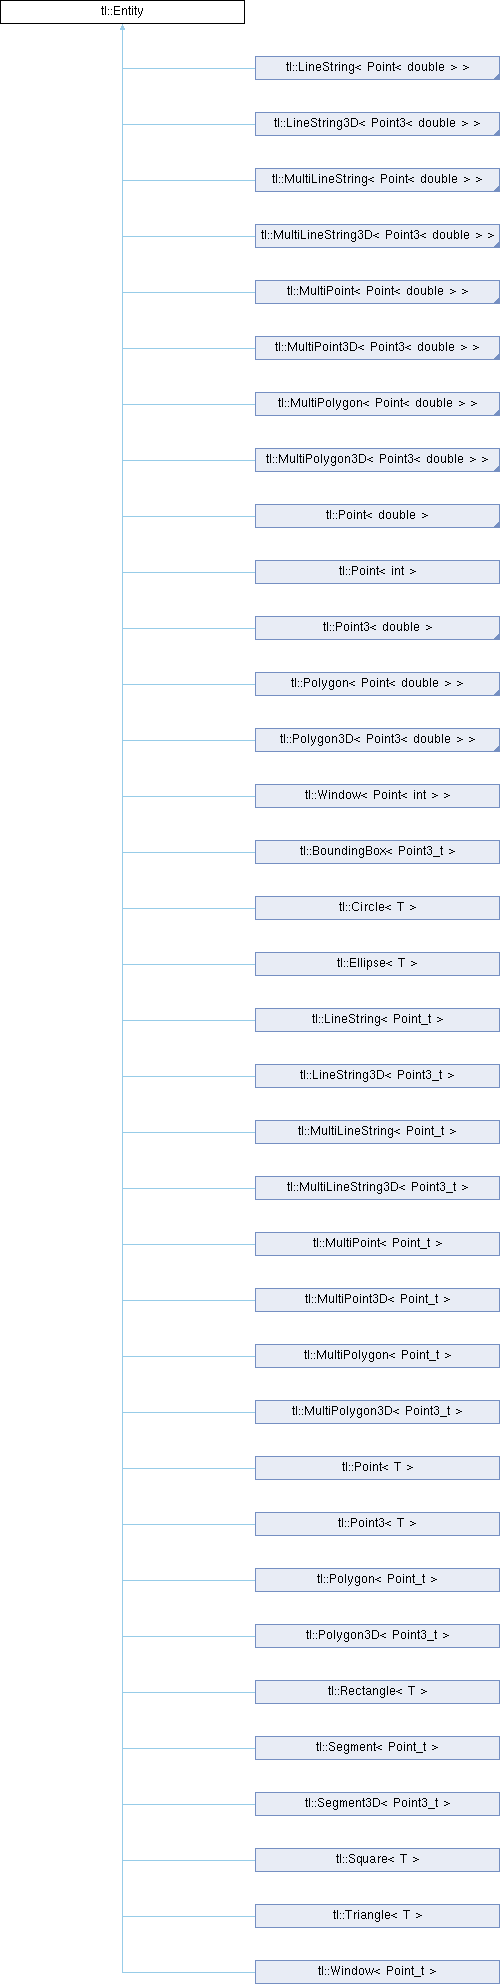 tl::Entity
tl::LineString< Point< double > >
tl::LineString3D< Point3< double > >
tl::MultiLineString< Point< double > >
tl::MultiLineString3D< Point3< double > >
tl::MultiPoint< Point< double > >
tl::MultiPoint3D< Point3< double > >
tl::MultiPolygon< Point< double > >
tl::MultiPolygon3D< Point3< double > >
tl::Point< double >
tl::Point< int >
tl::Point3< double >
tl::Polygon< Point< double > >
tl::Polygon3D< Point3< double > >
tl::Window< Point< int > >
tl::BoundingBox< Point3_t >
tl::Circle< T >
tl::Ellipse< T >
tl::LineString< Point_t >
tl::LineString3D< Point3_t >
tl::MultiLineString< Point_t >
tl::MultiLineString3D< Point3_t >
tl::MultiPoint< Point_t >
tl::MultiPoint3D< Point_t >
tl::MultiPolygon< Point_t >
tl::MultiPolygon3D< Point3_t >
tl::Point< T >
tl::Point3< T >
tl::Polygon< Point_t >
tl::Polygon3D< Point3_t >
tl::Rectangle< T >
tl::Segment< Point_t >
tl::Segment3D< Point3_t >
tl::Square< T >
tl::Triangle< T >
tl::Window< Point_t >